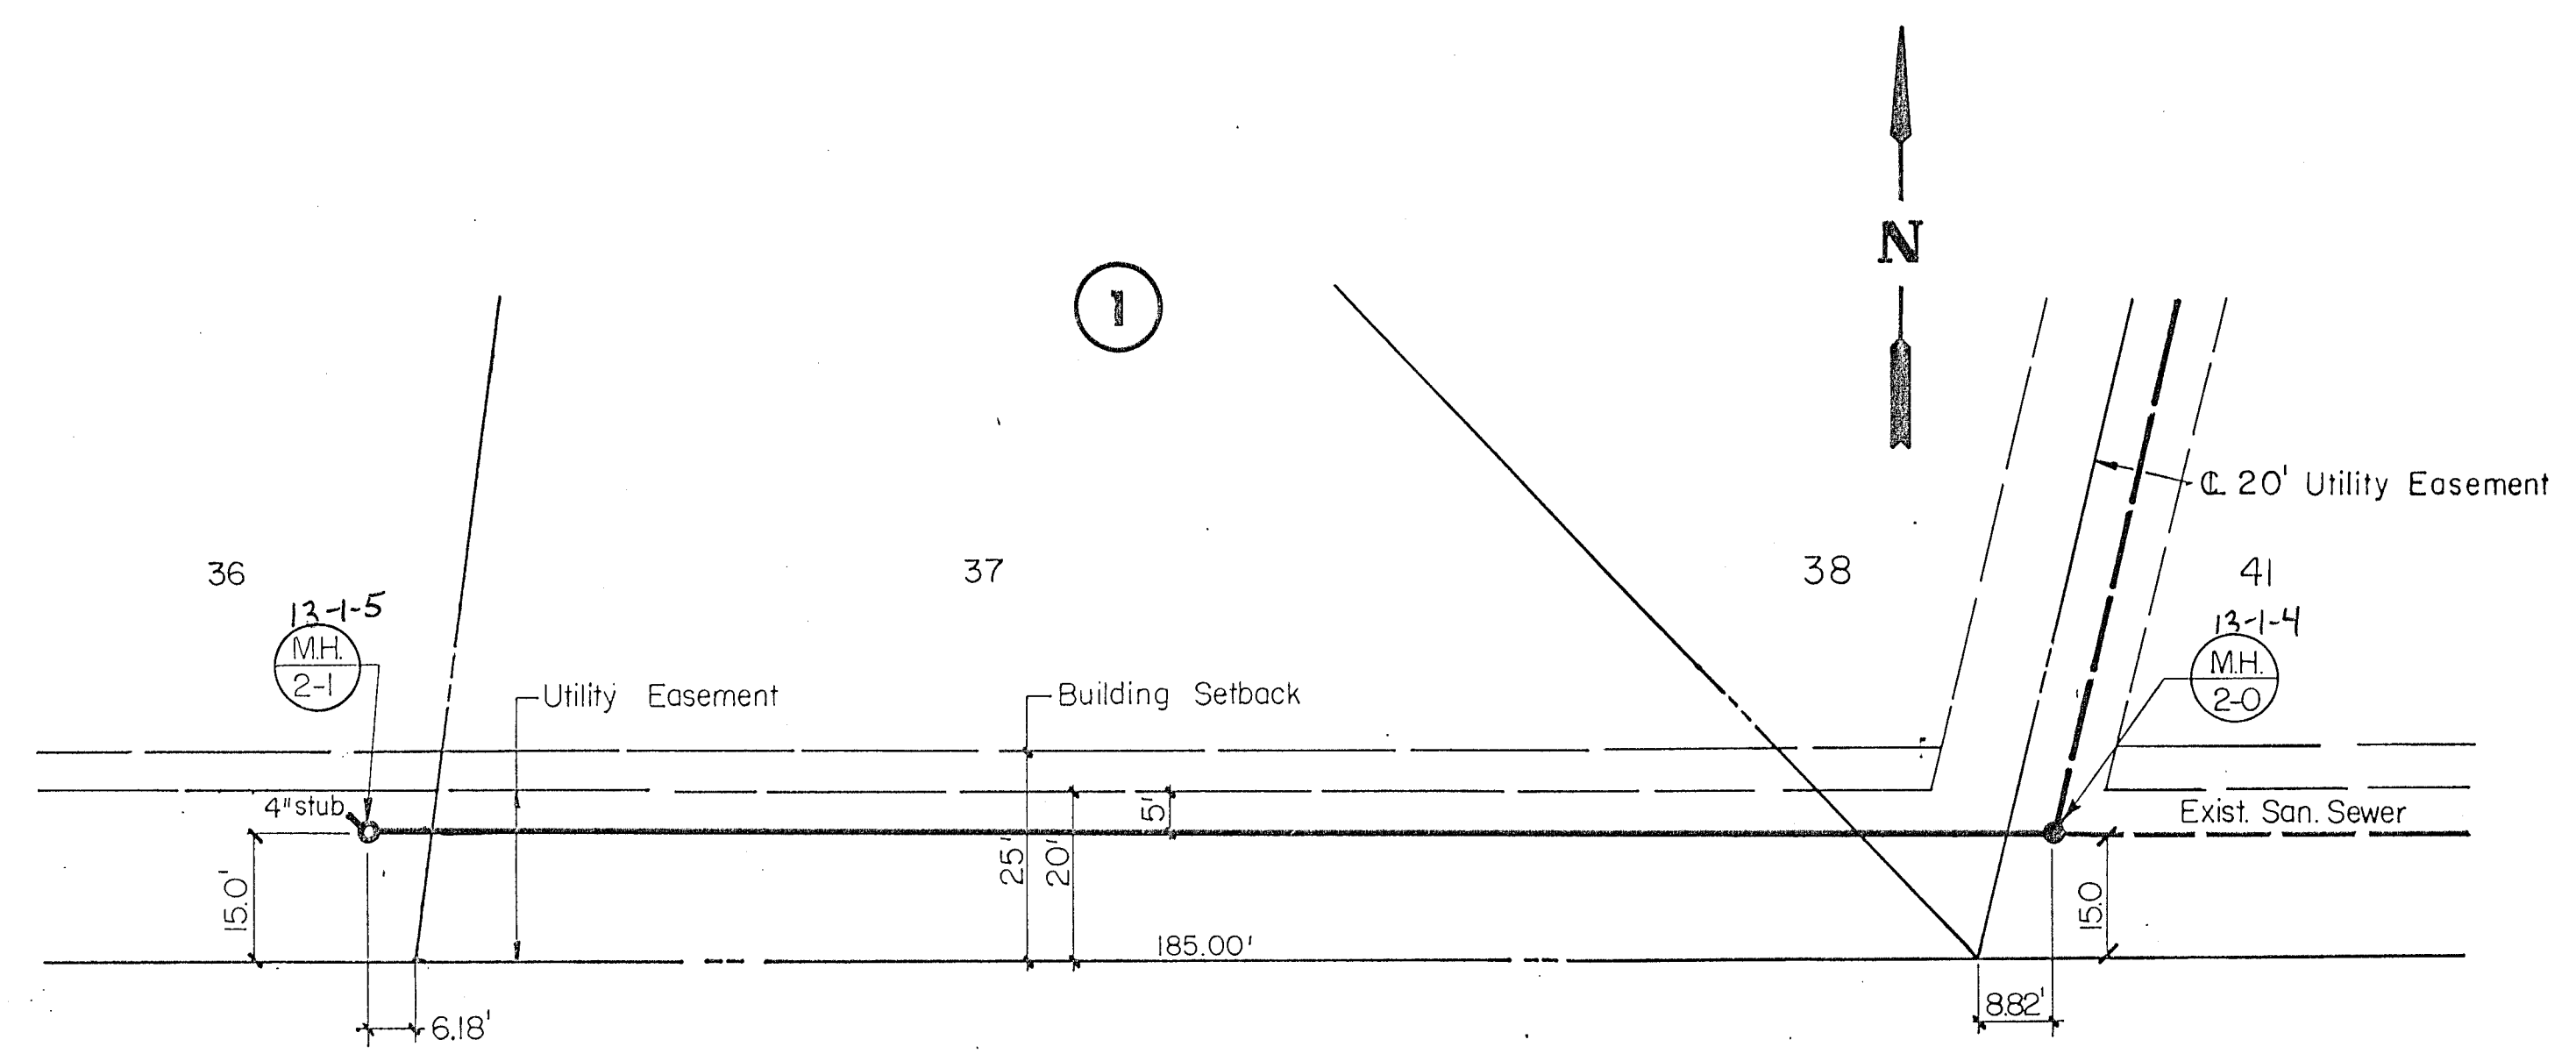 N
1
℄ 20' Utility Easement
36
37
38
41
13-1-5
M.H.
2-1
13-1-4
M.H.
2-0
Utility Easement
Building Setback
4" stub
5'
Exist. San. Sewer
15.0'
25'
20'
15.0
185.00'
6.18'
8.82'